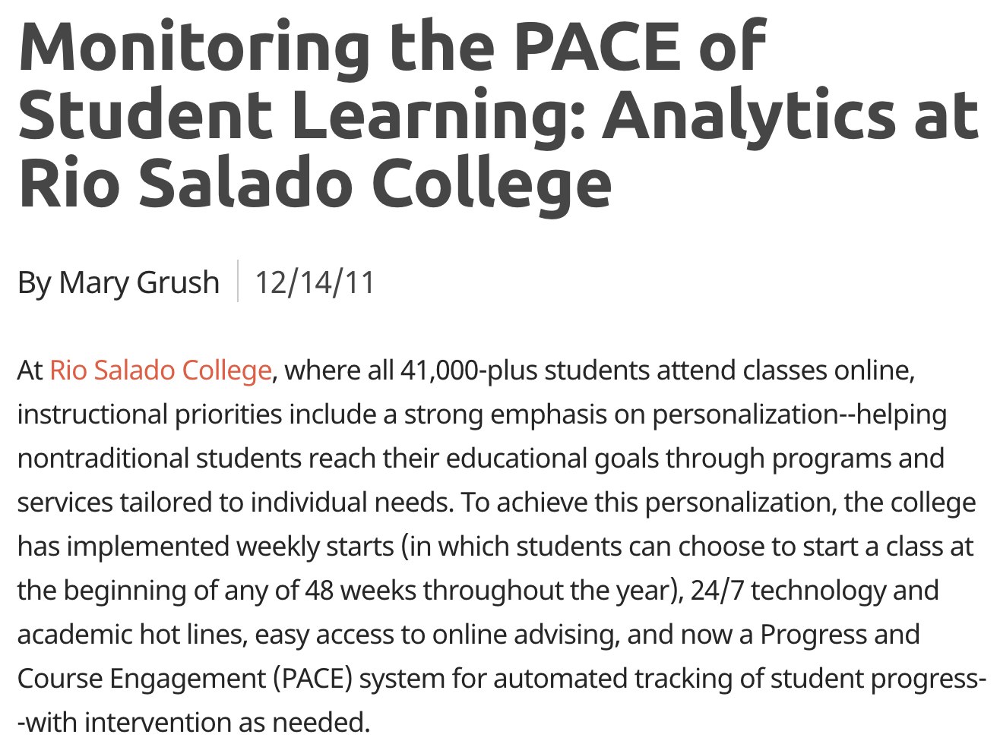 Monitoring the PACE of
Student Learning: Analytics at
Rio Salado College
By Mary Grush 12/14/11
At Rio Salado College, where all 41,000-plus students attend classes online,
instructional priorities include a strong emphasis on personalization--helping
nontraditional students reach their educational goals through programs and
services tailored to individual needs. To achieve this personalization, the college
has implemented weekly starts (in which students can choose to start a class at
the beginning of any of 48 weeks throughout the year), 24/7 technology and
academic hot lines, easy access to online advising, and now a Progress and
Course Engagement (PACE) system for automated tracking of student progress-
-with intervention as needed.